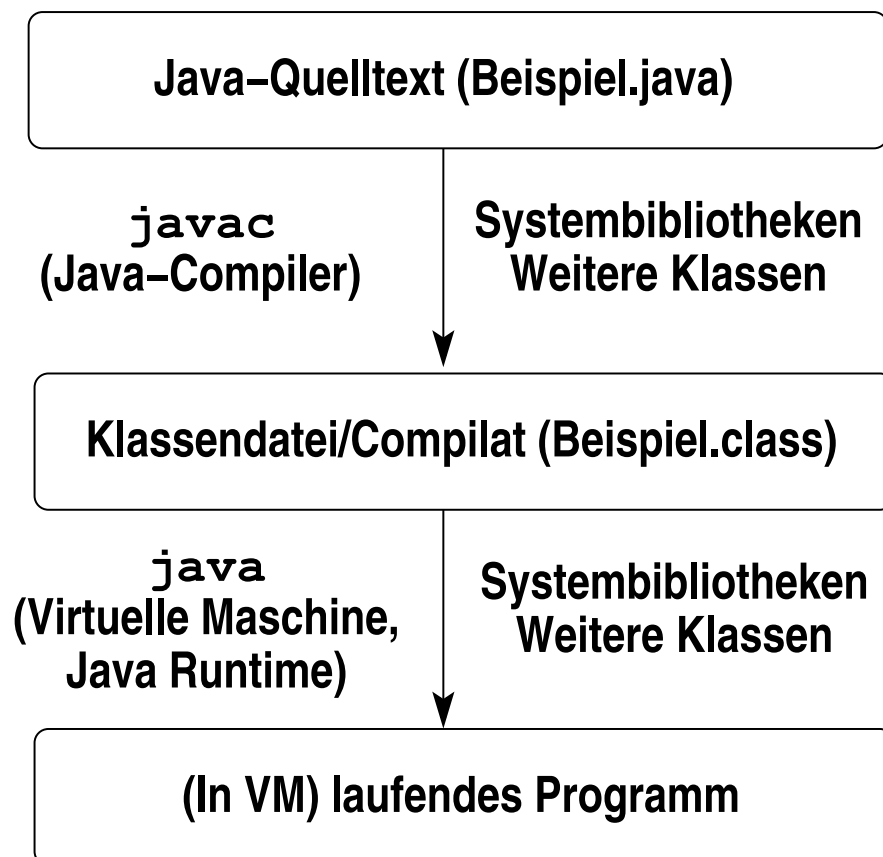 Java–Quelltext (Beispiel.java)
javac
(Java–Compiler)
Systembibliotheken
Weitere Klassen
Klassendatei/Compilat (Beispiel.class)
java
(Virtuelle Maschine,
Java Runtime)
Systembibliotheken
Weitere Klassen
(In VM) laufendes Programm